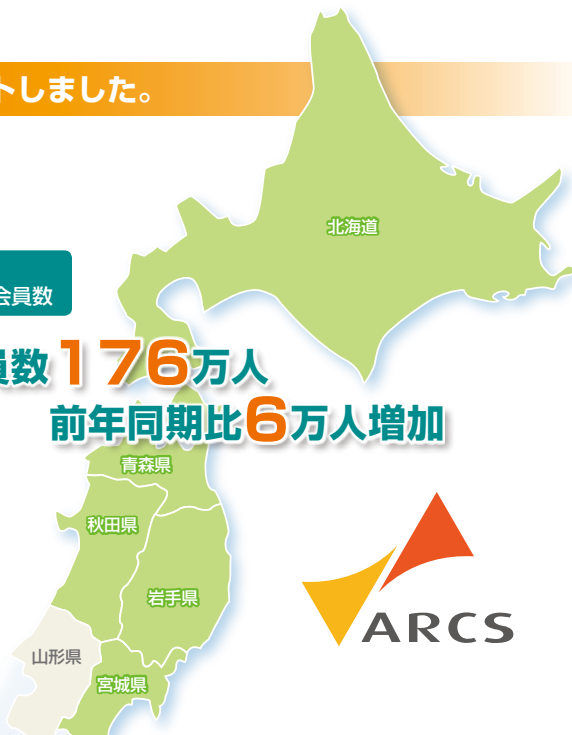 トしました。
北海道
会員数
員数176万人
前年同期比6万人増加
青森県
秋田県
岩手県
ARCS
山形県
宮城県